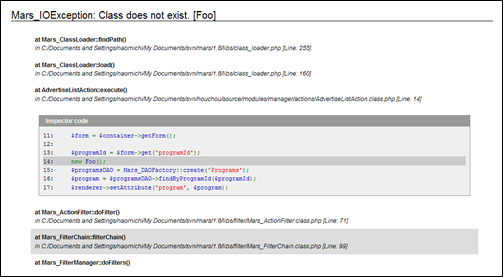 Mars_IOException: Class does not exist. [Foo]
at Mars_ClassLoader::findPath()
in C:/Documents and Settings/naomichi/My Documents/svn/mars/1.8/libs/class_loader.php [Line: 255]
at Mars_ClassLoader::load()
in C:/Documents and Settings/naomichi/My Documents/svn/mars/1.8/libs/class_loader.php [Line: 160]
at AdvertiseListAction::execute()
in C:/Documents and Settings/naomichi/My Documents/svn/houchou/source/modules/manager/actions/AdvertiseListAction.class.php [Line: 14]
Inspector code
11: $form = $container->getForm();
12:
13: $programId = $form->get('programId');
14: new Foo();
15: $programsDAO = Mars_DAOFactory::create('Programs');
16: $program = $programsDAO->findByProgramId($programId);
17: $renderer->setAttribute('program', $program);
at Mars_ActionFilter::doFilter()
in C:/Documents and Settings/naomichi/My Documents/svn/mars/1.8/libs/filter/Mars_ActionFilter.class.php [Line: 71]
at Mars_FilterChain::filterChain()
in C:/Documents and Settings/naomichi/My Documents/svn/mars/1.8/libs/filter/Mars_FilterChain.class.php [Line: 99]
at Mars_FilterManager::doFilters()